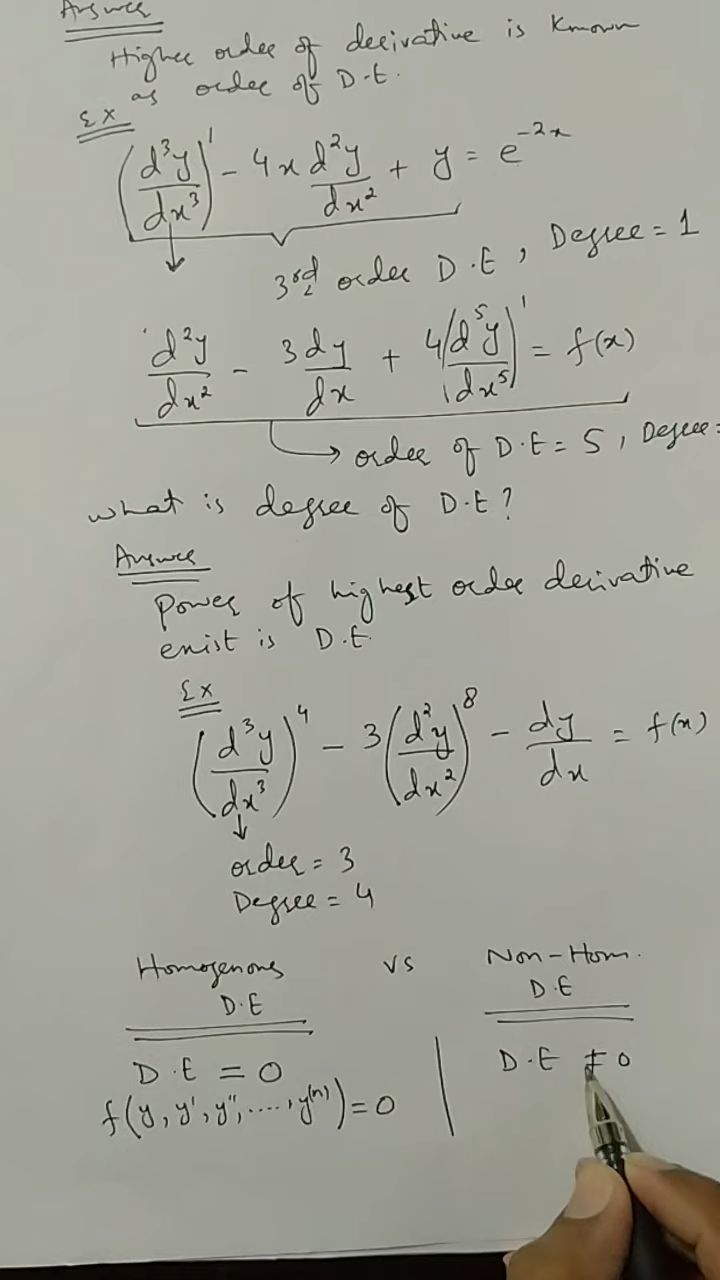 Answer
Higher order of derivative is known
as order of D.E.
Ex
(d³y/dx³)¹ - 4x d²y/dx² + y = e⁻²ˣ
3rd order D.E, Degree = 1
d²y/dx² - 3dy/dx + 4(d⁵y/dx⁵)¹ = f(x)
order of D.E = 5, Degree =
what is degree of D.E?
Answer
Power of highest order derivative
exist is D.E.
Ex
(d³y/dx³)⁴ - 3(d²y/dx²)⁸ - dy/dx = f(x)
order = 3
Degree = 4
Homogenous D.E vs Non-Hom. D.E
D.E = 0
f(y, y', y'', ...., y⁽ⁿ⁾) = 0
D.E ≠ 0